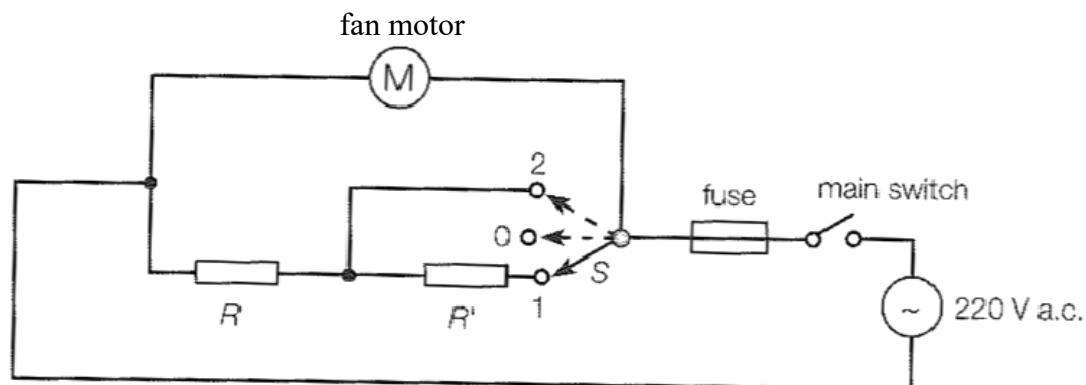 fan motor
M
2
fuse
main switch
0
S
1
R
R'
~
220 V a.c.